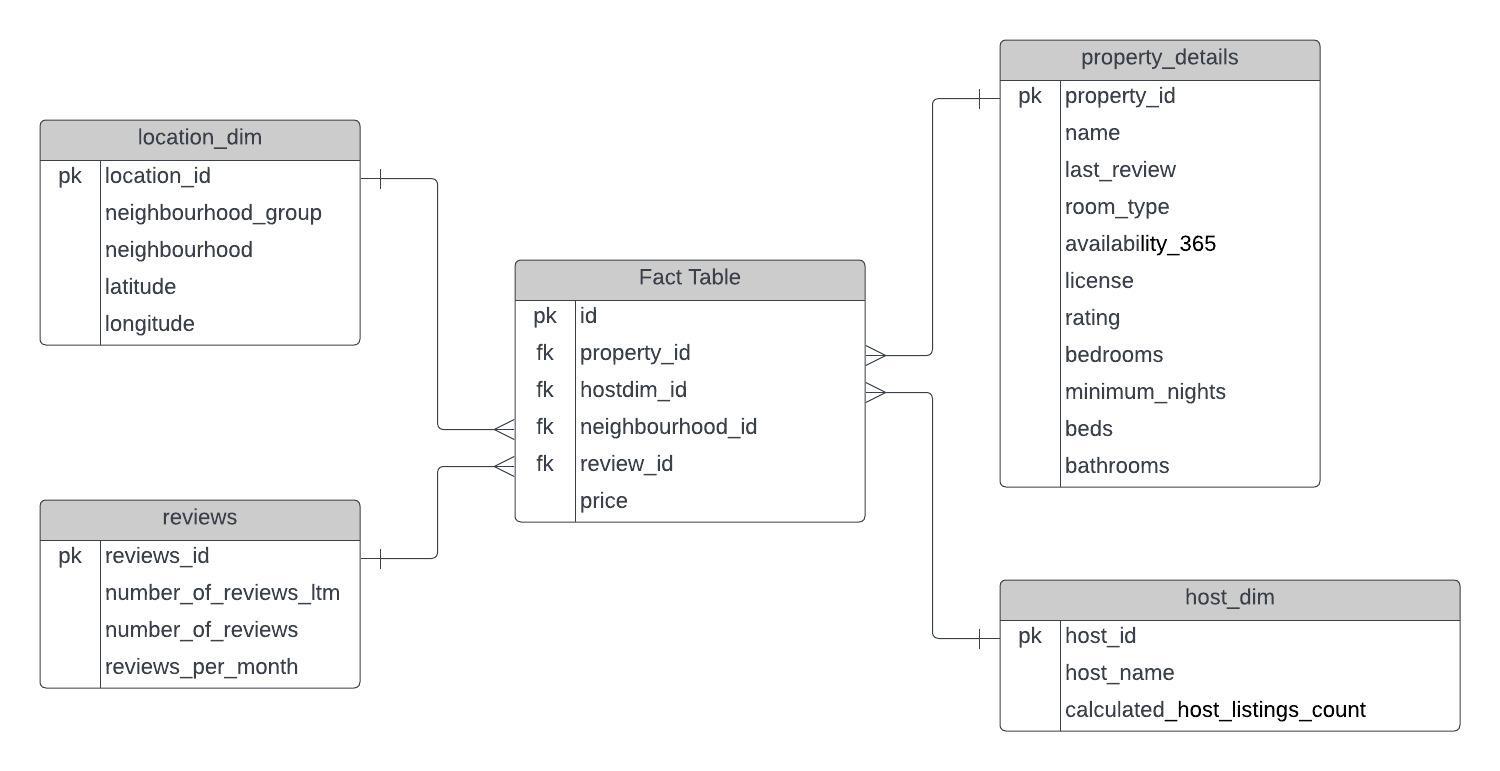 location_dim
pk location_id
neighbourhood_group
neighbourhood
latitude
longitude
reviews
pk reviews_id
number_of_reviews_ltm
number_of_reviews
reviews_per_month
Fact Table
pk id
fk property_id
fk hostdim_id
fk neighbourhood_id
fk review_id
price
property_details
pk property_id
name
last_review
room_type
availability_365
license
rating
bedrooms
minimum_nights
beds
bathrooms
host_dim
pk host_id
host_name
calculated_host_listings_count